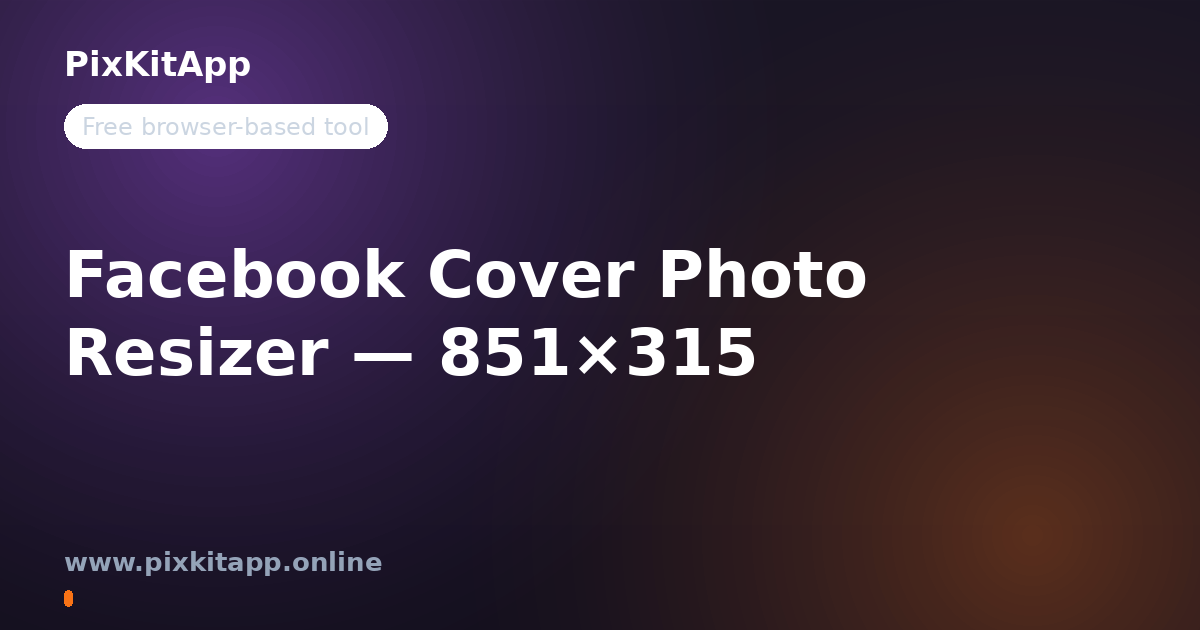 PixKitApp
Free browser-based tool
Facebook Cover Photo
Resizer — 851×315
www.pixkitapp.online